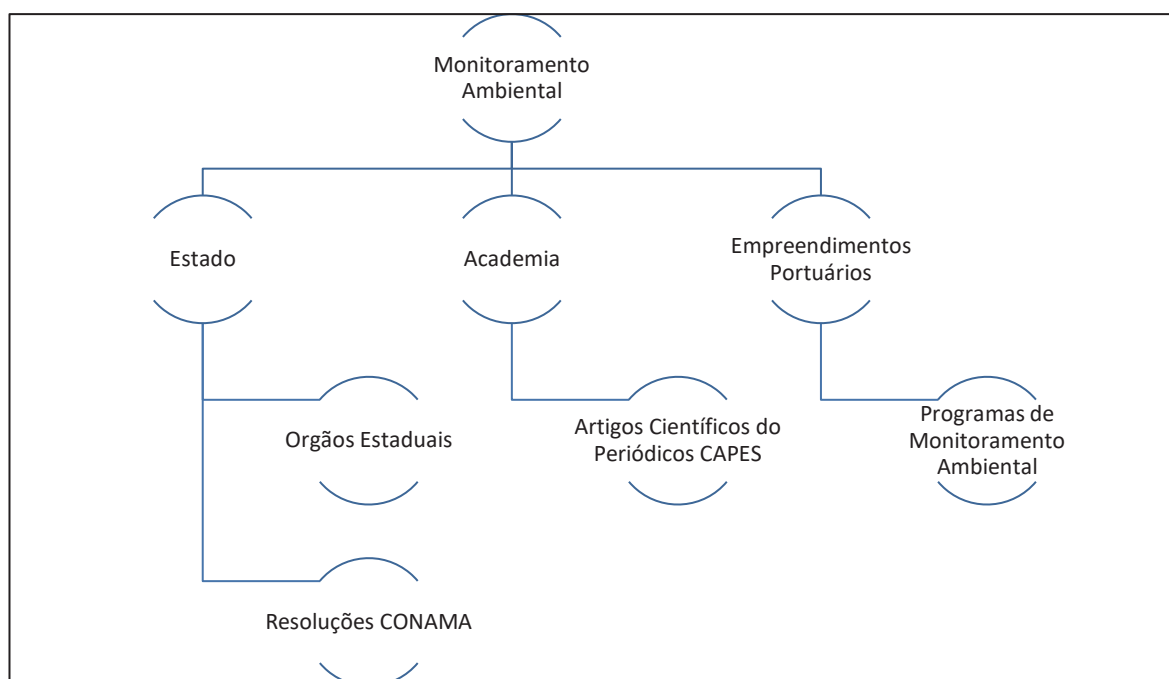 Monitoramento
Ambiental
Estado
Academia
Empreendimentos
Portuários
Orgãos Estaduais
Artigos Científicos do
Periódicos CAPES
Programas de
Monitoramento
Ambiental
Resoluções CONAMA